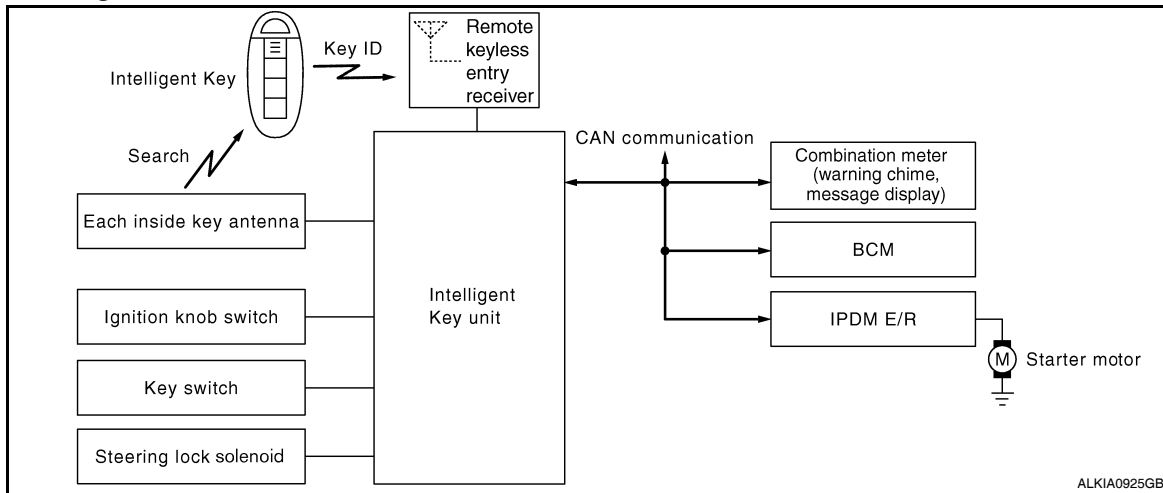 Remote
keyless
entry
receiver
Key ID
Intelligent Key
Search
CAN communication
Combination meter
(warning chime,
message display)
Each inside key antenna
BCM
Intelligent
Key unit
Ignition knob switch
IPDM E/R
M
Starter motor
Key switch
Steering lock solenoid
ALKIA0925GB